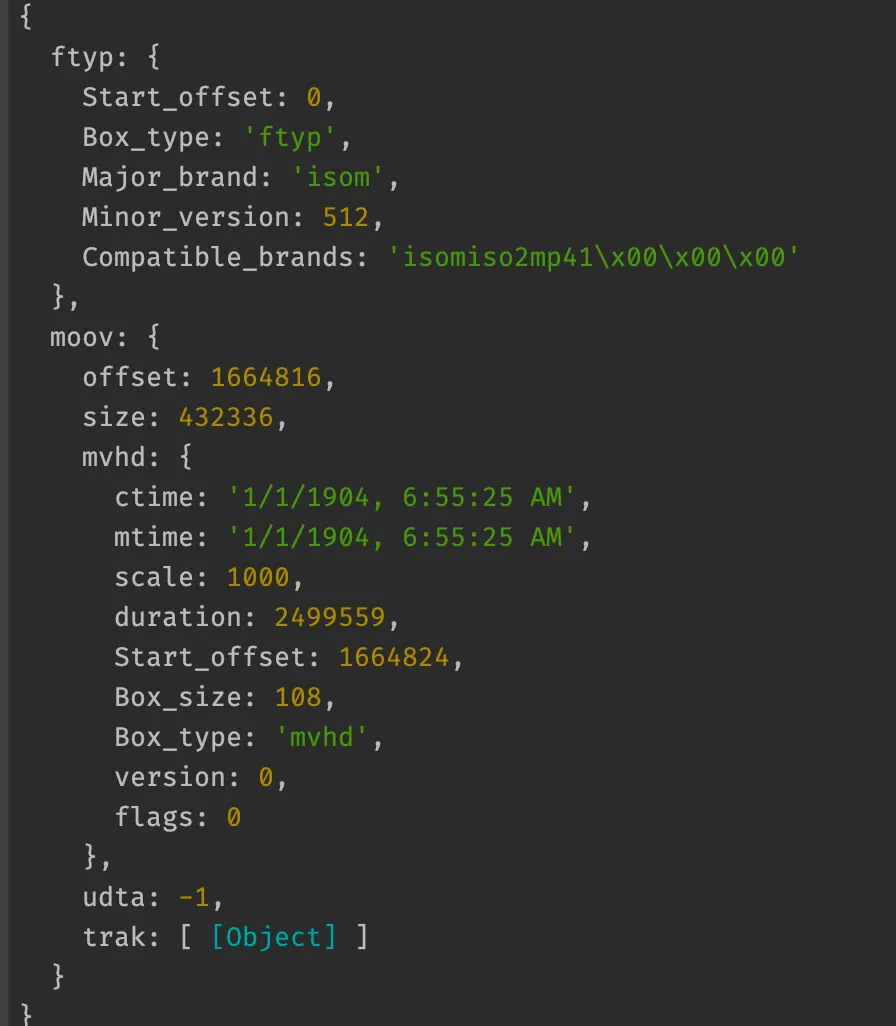 {
  ftyp: {
    Start_offset: 0,
    Box_type: 'ftyp',
    Major_brand: 'isom',
    Minor_version: 512,
    Compatible_brands: 'isomiso2mp41\x00\x00\x00'
  },
  moov: {
    offset: 1664816,
    size: 432336,
    mvhd: {
      ctime: '1/1/1904, 6:55:25 AM',
      mtime: '1/1/1904, 6:55:25 AM',
      scale: 1000,
      duration: 2499559,
      Start_offset: 1664824,
      Box_size: 108,
      Box_type: 'mvhd',
      version: 0,
      flags: 0
    },
    udta: -1,
    trak: [ [Object] ]
  }
}